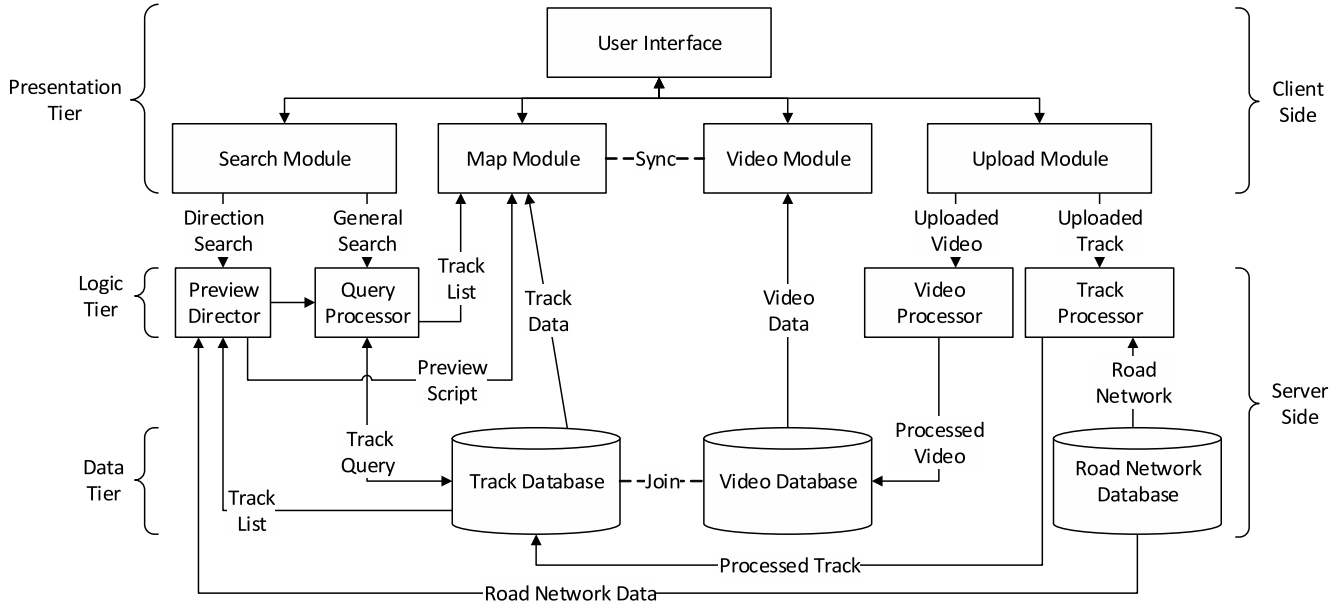 User Interface
Presentation
Tier
Client
Side
Search Module
Map Module
Sync
Video Module
Upload Module
Direction
Search
General
Search
Uploaded
Video
Uploaded
Track
Logic
Tier
Preview
Director
Query
Processor
Track
List
Track
Data
Video
Data
Video
Processor
Track
Processor
Preview
Script
Road
Network
Server
Side
Data
Tier
Track
Query
Track Database
Join
Video Database
Processed
Video
Road Network
Database
Track
List
Processed Track
Road Network Data